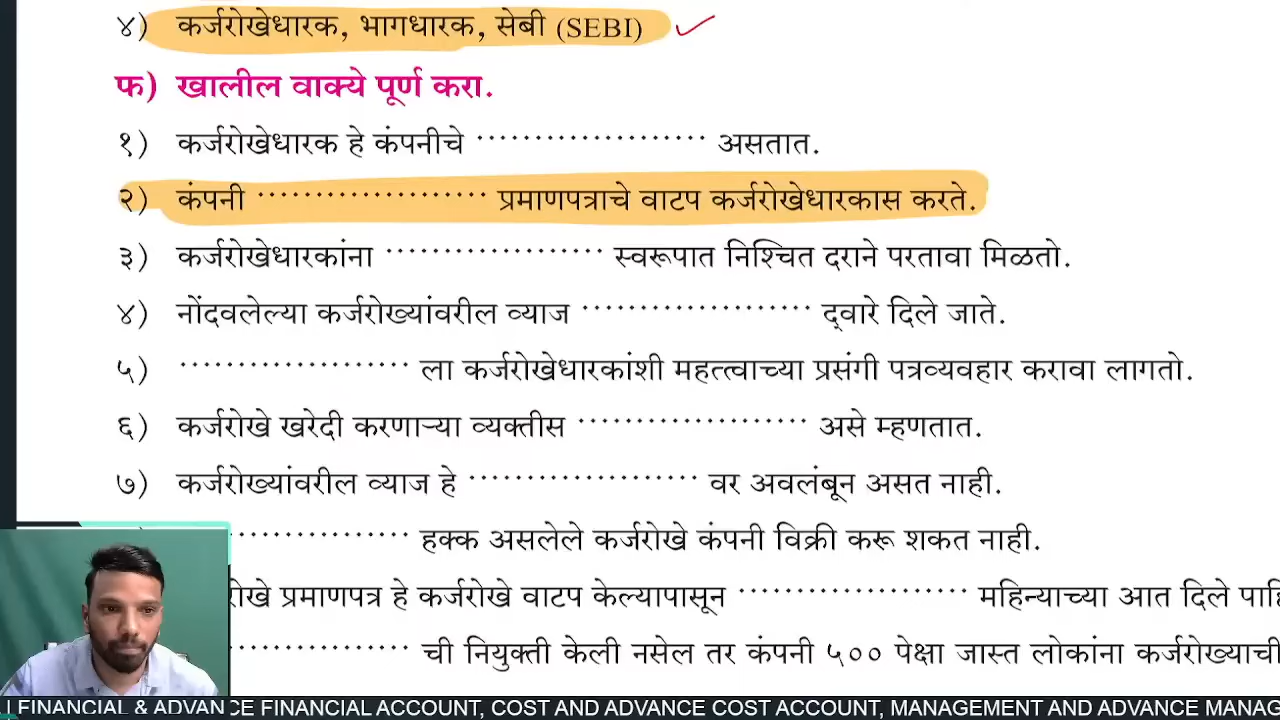 ४) कर्जरोखेधारक, भागधारक, सेबी (SEBI)
फ) खालील वाक्ये पूर्ण करा.
१) कर्जरोखेधारक हे कंपनीचे ..................... असतात.
२) कंपनी ..................... प्रमाणपत्राचे वाटप कर्जरोखेधारकास करते.
३) कर्जरोखेधारकांना ..................... स्वरूपात निश्चित दराने परतावा मिळतो.
४) नोंदवलेल्या कर्जरोख्यांवरील व्याज ..................... द्वारे दिले जाते.
५) ..................... ला कर्जरोखेधारकांशी महत्त्वाच्या प्रसंगी पत्रव्यवहार करावा लागतो.
६) कर्जरोखे खरेदी करणाऱ्या व्यक्तीस ..................... असे म्हणतात.
७) कर्जरोख्यांवरील व्याज हे ..................... वर अवलंबून असत नाही.
................ हक्क असलेले कर्जरोखे कंपनी विक्री करू शकत नाही.
रोखे प्रमाणपत्र हे कर्जरोखे वाटप केल्यापासून ..................... महिन्याच्या आत दिले
................ ची नियुक्ती केली नसेल तर कंपनी ५०० पेक्षा जास्त लोकांना कर्जरोख्याची
FINANCIAL & ADVANCE FINANCIAL ACCOUNT, COST AND ADVANCE COST ACCOUNT, MANAGEMENT AND ADVANCE